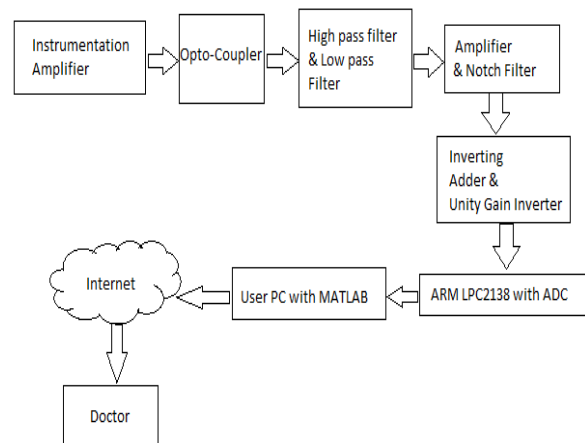 Instrumentation
Amplifier
Opto-Coupler
High pass filter
& Low pass
Filter
Amplifier
& Notch Filter
Inverting
Adder &
Unity Gain Inverter
ARM LPC2138 with ADC
User PC with MATLAB
Internet
Doctor